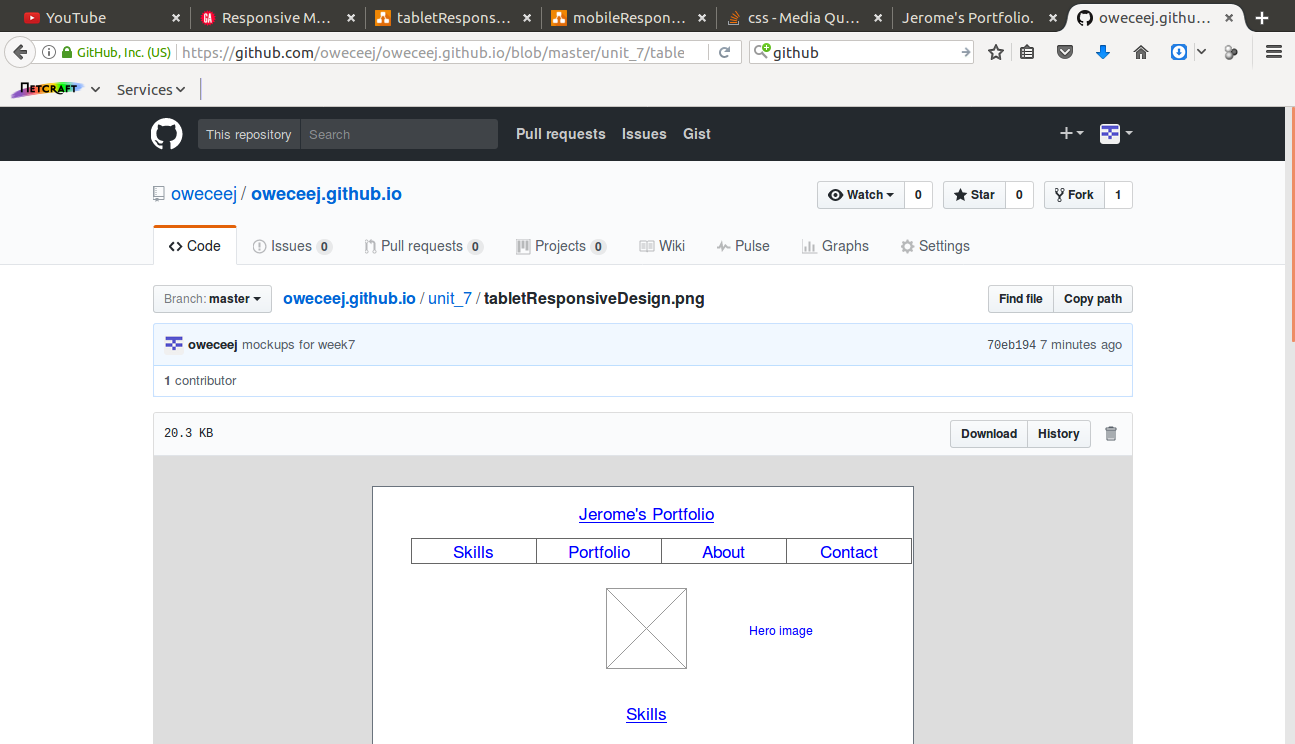 YouTube
GA Responsive M...
tabletRespons...
mobileRespon...
css - Media Qu...
Jerome's Portfolio.
oweceej.githu...
GitHub, Inc. (US)
https://github.com/oweceej/oweceej.github.io/blob/master/unit_7/table
github
NETCRAFT
Services
This repository
Search
Pull requests
Issues
Gist
oweceej / oweceej.github.io
Watch 0
Star 0
Fork 1
Code
Issues 0
Pull requests 0
Projects 0
Wiki
Pulse
Graphs
Settings
Branch: master
oweceej.github.io / unit_7 / tabletResponsiveDesign.png
Find file
Copy path
oweceej mockups for week7
70eb194 7 minutes ago
1 contributor
20.3 KB
Download
History
Jerome's Portfolio
Skills
Portfolio
About
Contact
Hero image
Skills